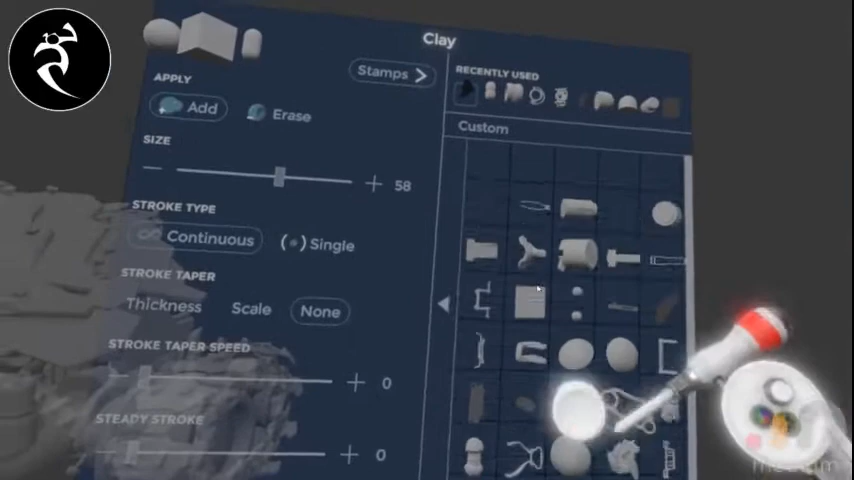 Clay
Stamps
RECENTLY USED
APPLY
Add
Erase
Custom
SIZE
58
STROKE TYPE
Continuous
Single
STROKE TAPER
Thickness
Scale
None
STROKE TAPER SPEED
0
STEADY STROKE
0